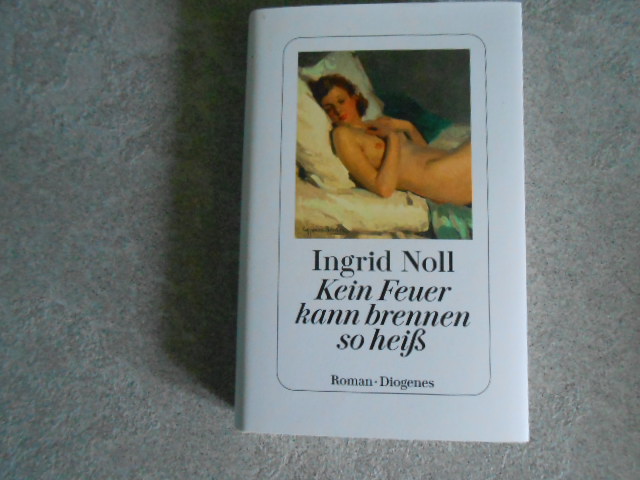 Ingrid Noll
Kein Feuer
kann brennen
so heiß
Roman · Diogenes